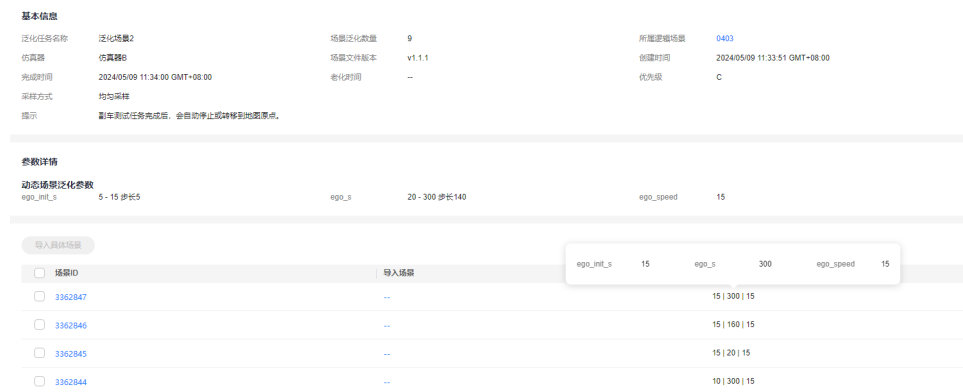 基本信息
泛化任务名称 泛化场景2 场景泛化数量 9 所属逻辑场景 0403
仿真器 仿真器B 场景文件版本 v1.1.1 创建时间 2024/05/09 11:33:51 GMT+08:00
完成时间 2024/05/09 11:34:00 GMT+08:00 老化时间 -- 优先级 C
采样方式 均匀采样
提示 副车测试任务完成后，会自动停止或转移到地图原点。
参数详情
动态场景泛化参数
ego_init_s 5 - 15 步长5 ego_s 20 - 300 步长140 ego_speed 15
导入具体场景
ego_init_s 15 ego_s 300 ego_speed 15
场景ID 导入场景
3362847 -- 15 | 300 | 15
3362846 -- 15 | 160 | 15
3362845 -- 15 | 20 | 15
3362844 -- 10 | 300 | 15